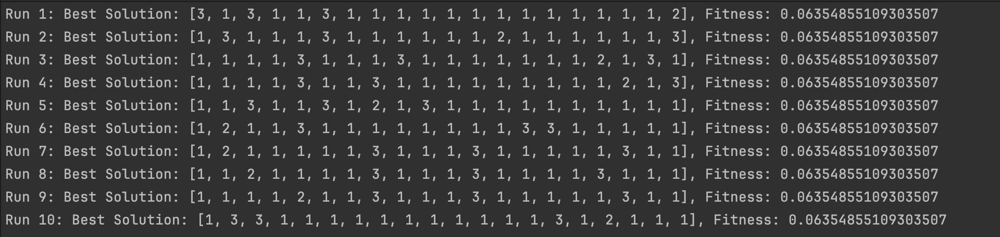 Run 1: Best Solution: [3, 1, 3, 1, 1, 3, 1, 1, 1, 1, 1, 1, 1, 1, 1, 1, 1, 1, 1, 2], Fitness: 0.06354855109303507
Run 2: Best Solution: [1, 3, 1, 1, 1, 3, 1, 1, 1, 1, 1, 1, 2, 1, 1, 1, 1, 1, 1, 3], Fitness: 0.06354855109303507
Run 3: Best Solution: [1, 1, 1, 1, 3, 1, 1, 1, 3, 1, 1, 1, 1, 1, 1, 1, 2, 1, 3, 1], Fitness: 0.06354855109303507
Run 4: Best Solution: [1, 1, 1, 1, 3, 1, 1, 3, 1, 1, 1, 1, 1, 1, 1, 1, 1, 2, 1, 3], Fitness: 0.06354855109303507
Run 5: Best Solution: [1, 1, 3, 1, 1, 3, 1, 2, 1, 3, 1, 1, 1, 1, 1, 1, 1, 1, 1, 1], Fitness: 0.06354855109303507
Run 6: Best Solution: [1, 2, 1, 1, 3, 1, 1, 1, 1, 1, 1, 1, 1, 3, 3, 1, 1, 1, 1, 1], Fitness: 0.06354855109303507
Run 7: Best Solution: [1, 2, 1, 1, 1, 1, 1, 3, 1, 1, 1, 3, 1, 1, 1, 1, 1, 3, 1, 1], Fitness: 0.06354855109303507
Run 8: Best Solution: [1, 1, 2, 1, 1, 1, 1, 3, 1, 1, 1, 3, 1, 1, 1, 1, 3, 1, 1, 1], Fitness: 0.06354855109303507
Run 9: Best Solution: [1, 1, 1, 1, 2, 1, 1, 3, 1, 1, 1, 3, 1, 1, 1, 1, 1, 3, 1, 1], Fitness: 0.06354855109303507
Run 10: Best Solution: [1, 3, 3, 1, 1, 1, 1, 1, 1, 1, 1, 1, 1, 1, 3, 1, 2, 1, 1, 1], Fitness: 0.06354855109303507